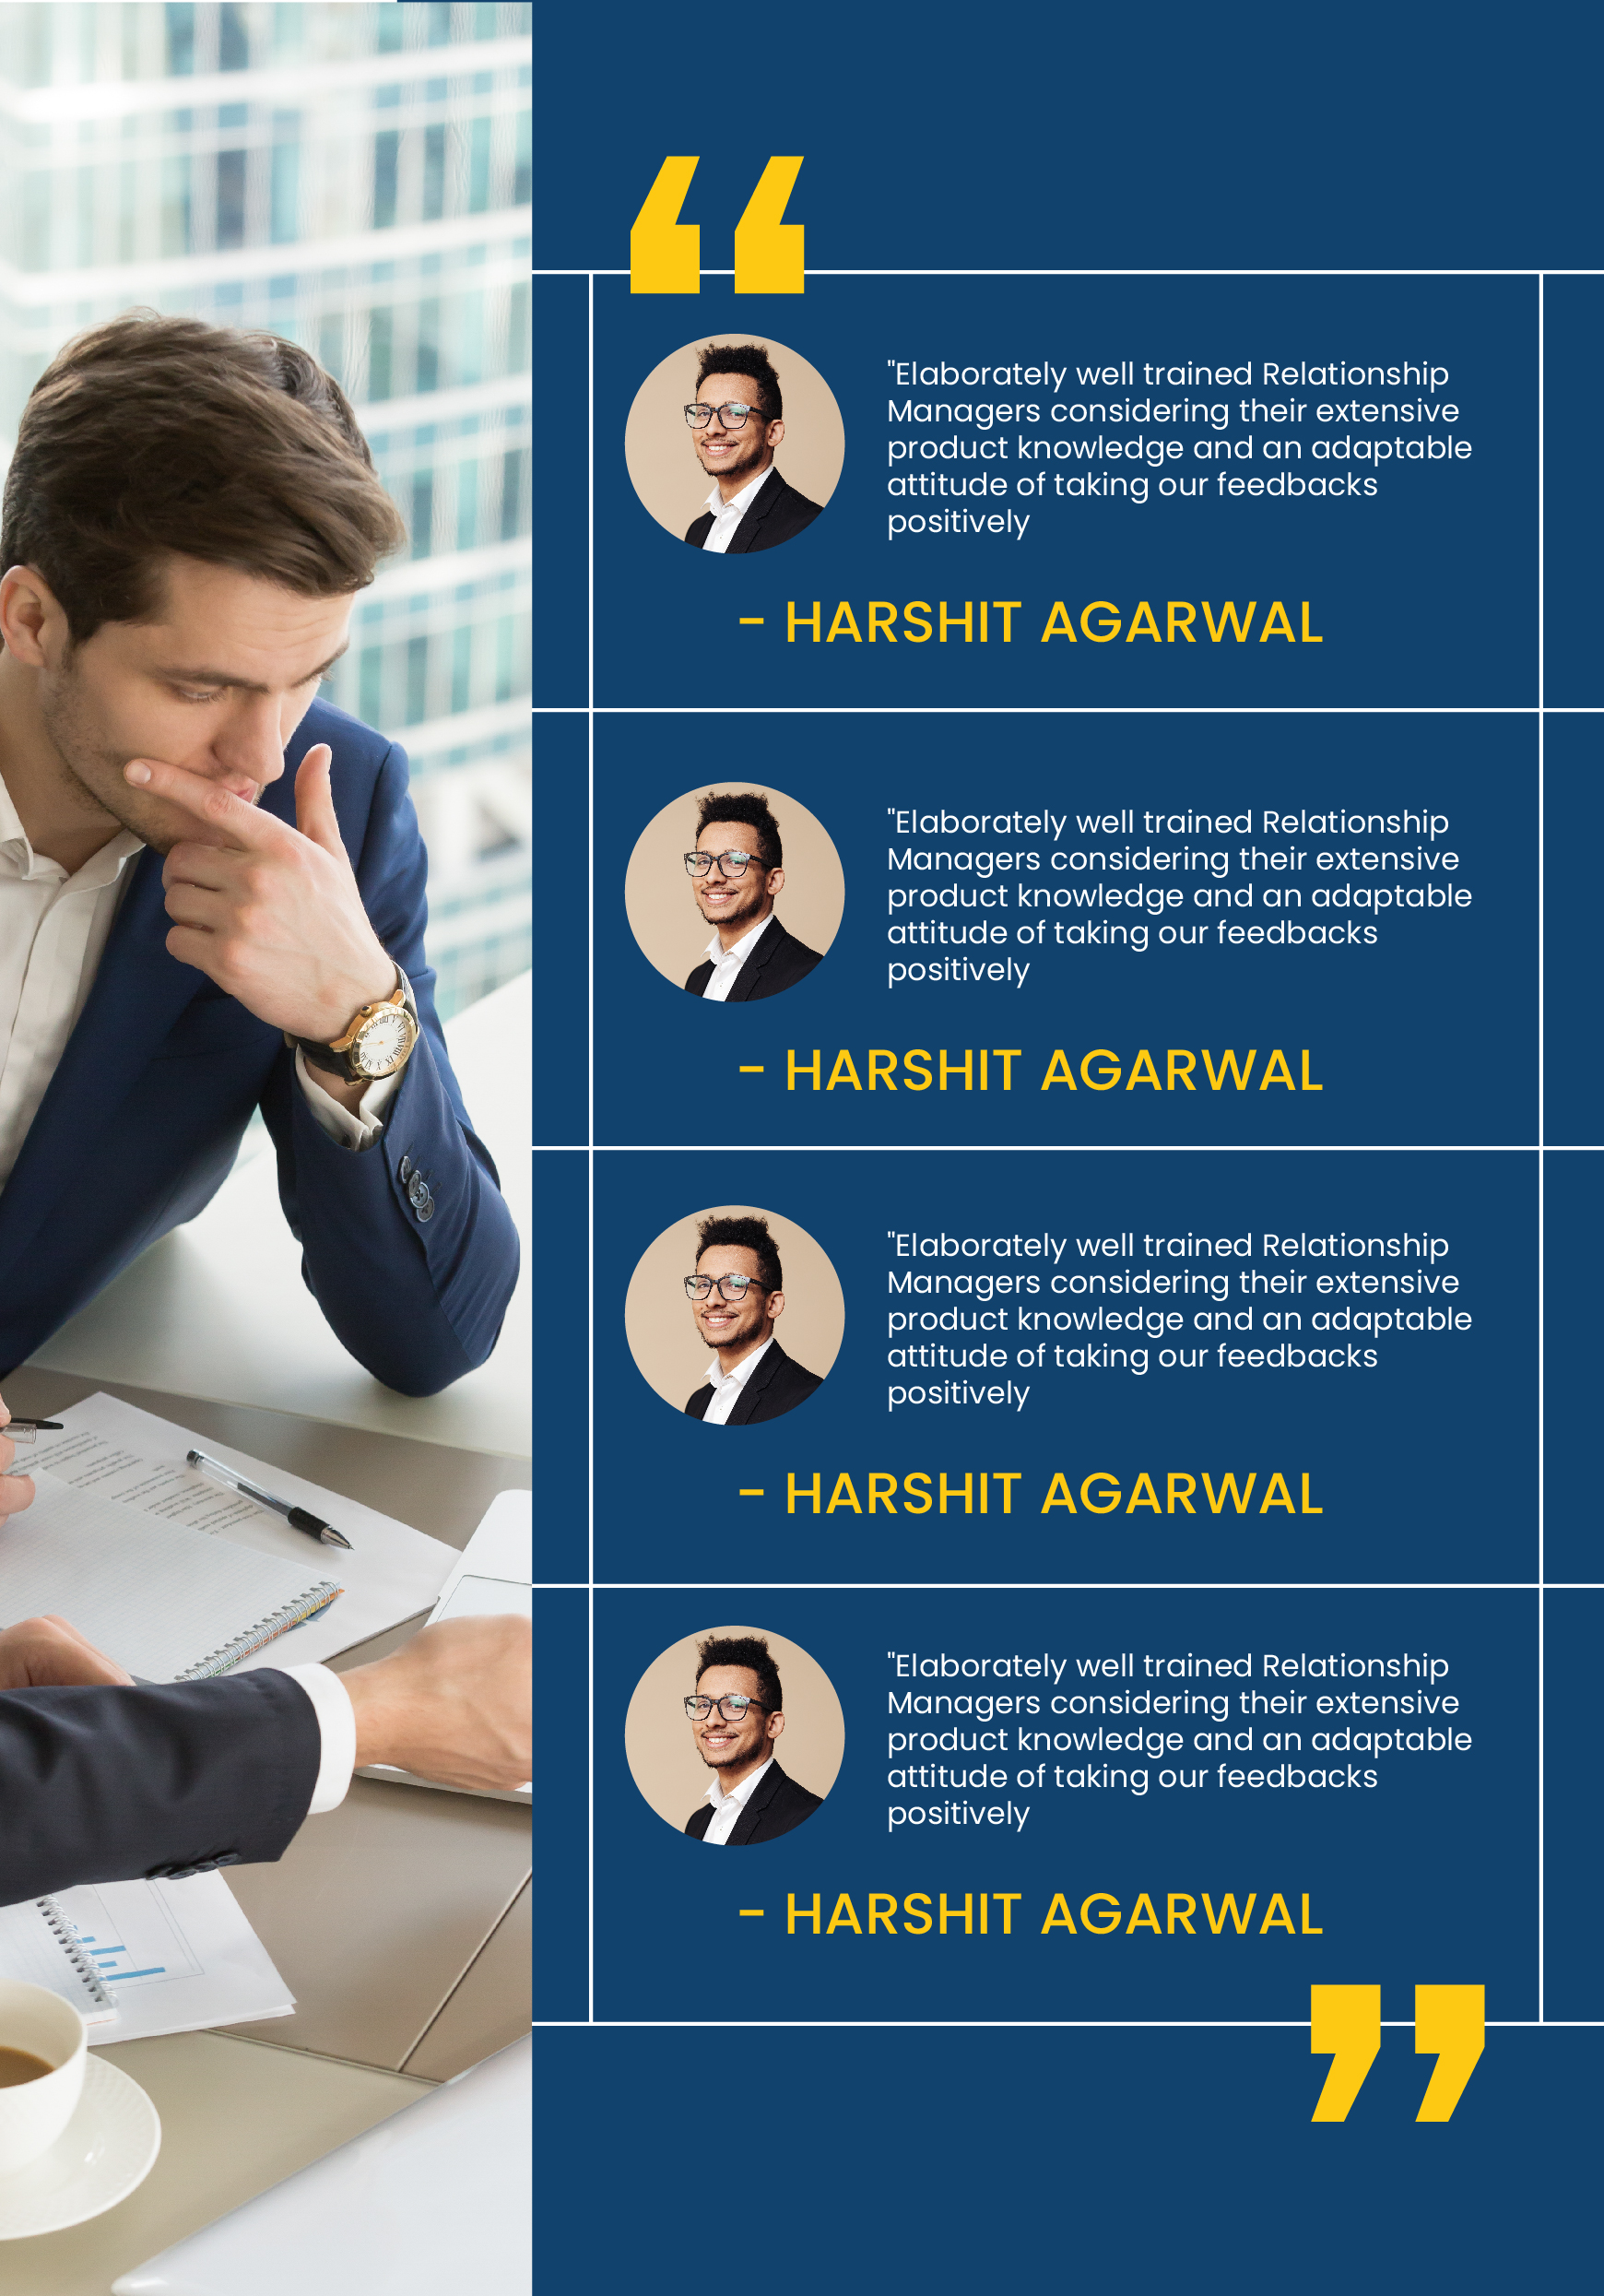 "Elaborately well trained Relationship
Managers considering their extensive
product knowledge and an adaptable
attitude of taking our feedbacks
positively
- HARSHIT AGARWAL
"Elaborately well trained Relationship
Managers considering their extensive
product knowledge and an adaptable
attitude of taking our feedbacks
positively
- HARSHIT AGARWAL
"Elaborately well trained Relationship
Managers considering their extensive
product knowledge and an adaptable
attitude of taking our feedbacks
positively
- HARSHIT AGARWAL
"Elaborately well trained Relationship
Managers considering their extensive
product knowledge and an adaptable
attitude of taking our feedbacks
positively
- HARSHIT AGARWAL